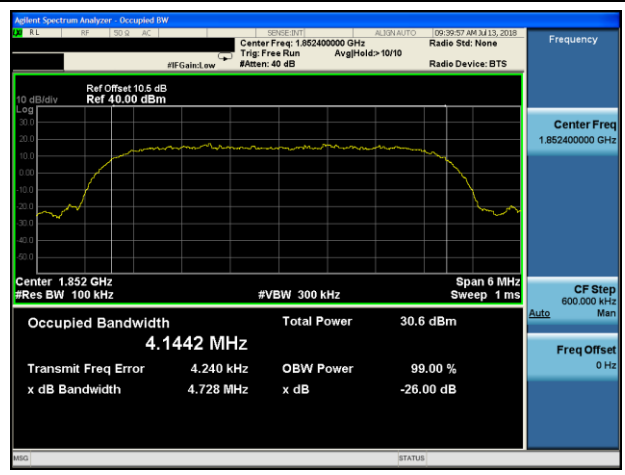 Agilent Spectrum Analyzer - Occupied BW
RL RF 50 Ω AC SENSE:INT ALIGN AUTO 09:39:57 AM Jul 13, 2018
Center Freq: 1.852400000 GHz Radio Std: None
Trig: Free Run Avg|Hold:>10/10
#IFGain:Low #Atten: 40 dB Radio Device: BTS
Frequency
Ref Offset 10.5 dB
10 dB/div Ref 40.00 dBm
Log
30.0
20.0
10.0
0.00
-10.0
-20.0
-30.0
-40.0
-50.0
Center 1.852 GHz Span 6 MHz
#Res BW 100 kHz #VBW 300 kHz Sweep 1 ms
Occupied Bandwidth Total Power 30.6 dBm
4.1442 MHz
Transmit Freq Error 4.240 kHz OBW Power 99.00 %
x dB Bandwidth 4.728 MHz x dB -26.00 dB
Center Freq
1.852400000 GHz
CF Step
600.000 kHz
Auto Man
Freq Offset
0 Hz
MSG STATUS